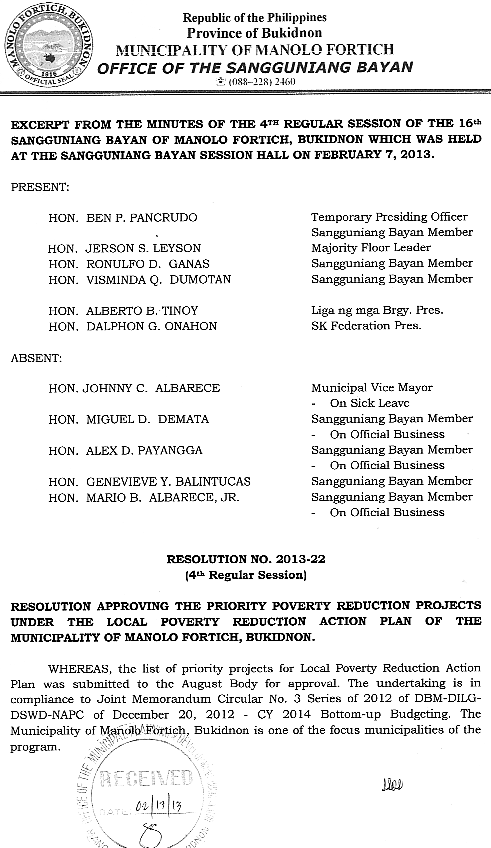 MANOLO FORTICH, BUKIDNON
1816
OFFICIAL SEAL
Republic of the Philippines
Province of Bukidnon
MUNICIPALITY OF MANOLO FORTICH
OFFICE OF THE SANGGUNIANG BAYAN
(088–228) 2460
EXCERPT FROM THE MINUTES OF THE 4TH REGULAR SESSION OF THE 16th
SANGGUNIANG BAYAN OF MANOLO FORTICH, BUKIDNON WHICH WAS HELD
AT THE SANGGUNIANG BAYAN SESSION HALL ON FEBRUARY 7, 2013.
PRESENT:
HON. BEN P. PANCRUDO Temporary Presiding Officer
Sangguniang Bayan Member
HON. JERSON S. LEYSON Majority Floor Leader
HON. RONULFO D. GANAS Sangguniang Bayan Member
HON. VISMINDA Q. DUMOTAN Sangguniang Bayan Member
HON. ALBERTO B. TINOY Liga ng mga Brgy. Pres.
HON. DALPHON G. ONAHON SK Federation Pres.
ABSENT:
HON. JOHNNY C. ALBARECE Municipal Vice Mayor
- On Sick Leave
HON. MIGUEL D. DEMATA Sangguniang Bayan Member
- On Official Business
HON. ALEX D. PAYANGGA Sangguniang Bayan Member
- On Official Business
HON. GENEVIEVE Y. BALINTUCAS Sangguniang Bayan Member
HON. MARIO B. ALBARECE, JR. Sangguniang Bayan Member
- On Official Business
RESOLUTION NO. 2013-22
(4th Regular Session)
RESOLUTION APPROVING THE PRIORITY POVERTY REDUCTION PROJECTS
UNDER THE LOCAL POVERTY REDUCTION ACTION PLAN OF THE
MUNICIPALITY OF MANOLO FORTICH, BUKIDNON.
WHEREAS, the list of priority projects for Local Poverty Reduction Action
Plan was submitted to the August Body for approval. The undertaking is in
compliance to Joint Memorandum Circular No. 3 Series of 2012 of DBM-DILG-
DSWD-NAPC of December 20, 2012 - CY 2014 Bottom-up Budgeting. The
Municipality of Manolo Fortich, Bukidnon is one of the focus municipalities of the
program.
RECEIVED
DATE: 02/13/13